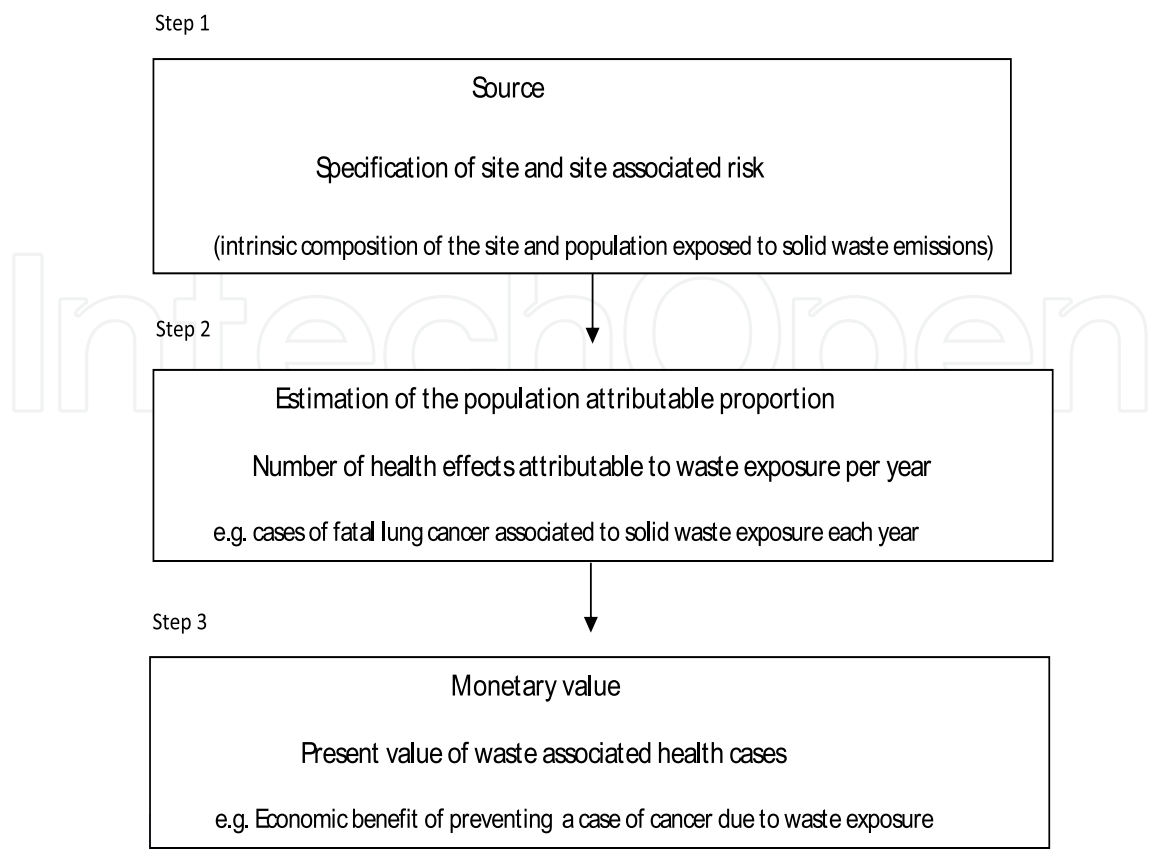 Step 1
Source
Specification of site and site associated risk
(intrinsic composition of the site and population exposed to solid waste emissions)
IntechOpen
Step 2
Estimation of the population attributable proportion
Number of health effects attributable to waste exposure per year
e.g. cases of fatal lung cancer associated to solid waste exposure each year
Step 3
Monetary value
Present value of waste associated health cases
e.g. Economic benefit of preventing a case of cancer due to waste exposure